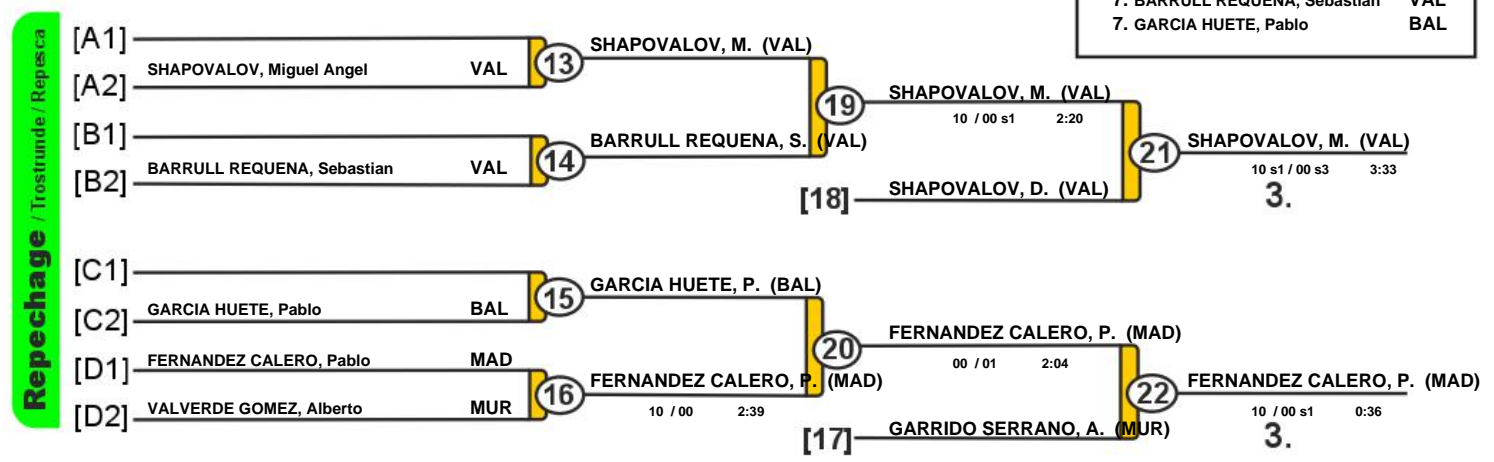 7. BARRULL REQUENA, Sebastian VAL
7. GARCIA HUETE, Pablo BAL
Repechage / Trostrunde / Repesca
[A1]
SHAPOVALOV, Miguel Angel VAL
[A2]
13
SHAPOVALOV, M. (VAL)
[B1]
BARRULL REQUENA, Sebastian VAL
[B2]
14
BARRULL REQUENA, S. (VAL)
19
SHAPOVALOV, M. (VAL)
10 / 00 s1 2:20
[18]
SHAPOVALOV, D. (VAL)
21
SHAPOVALOV, M. (VAL)
10 s1 / 00 s3 3:33
3.
[C1]
GARCIA HUETE, Pablo BAL
[C2]
15
GARCIA HUETE, P. (BAL)
[D1]
FERNANDEZ CALERO, Pablo MAD
[D2]
VALVERDE GOMEZ, Alberto MUR
16
FERNANDEZ CALERO, P. (MAD)
10 / 00 2:39
20
FERNANDEZ CALERO, P. (MAD)
00 / 01 2:04
[17]
GARRIDO SERRANO, A. (MUR)
22
FERNANDEZ CALERO, P. (MAD)
10 / 00 s1 0:36
3.